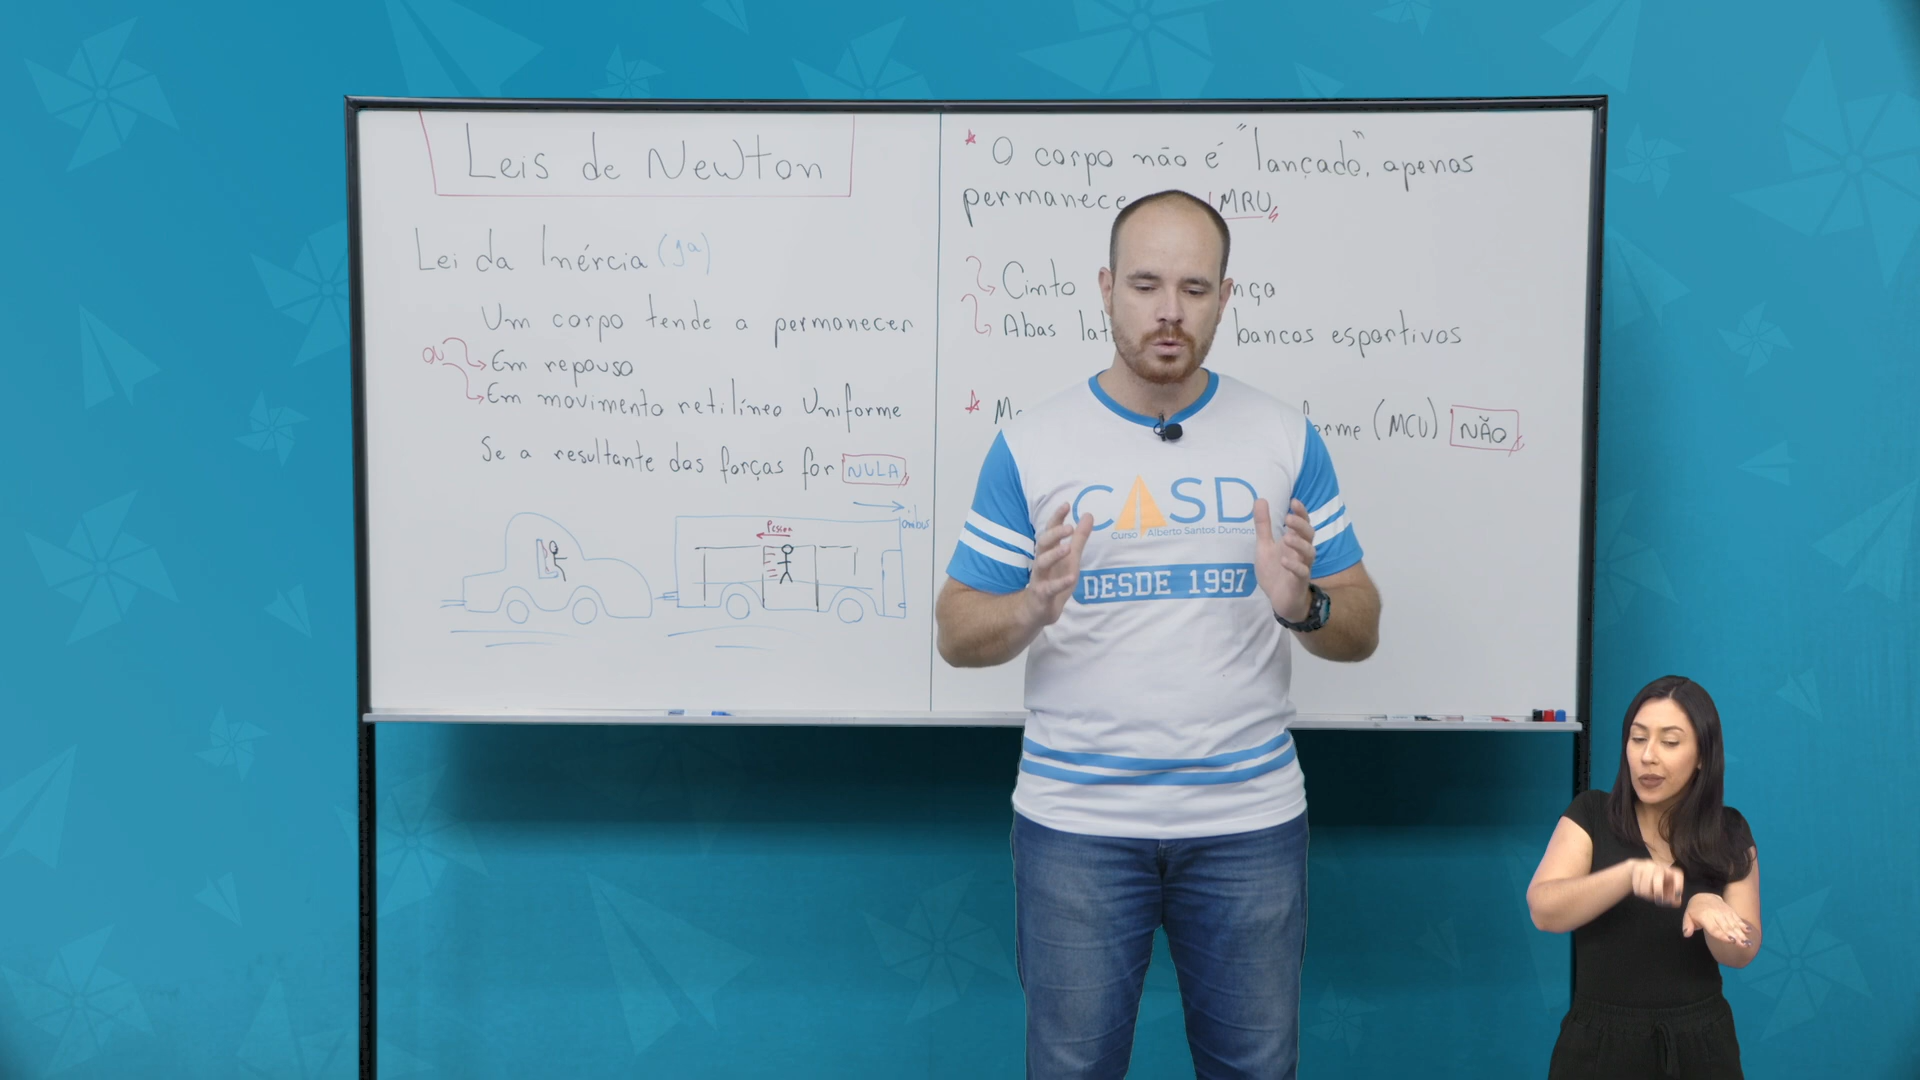 Leis de Newton
Lei da Inércia (1ª)
Um corpo tende a permanecer
ou
Em repouso
Em movimento retilíneo Uniforme
Se a resultante das forças for NULA
Pessoa
ônibus
* O corpo não é "lançado", apenas
permanece MRU
Cinto
Abas bancos esportivos
(MCU) NÃO
CASD
Curso Alberto Santos Dumont
DESDE 1997